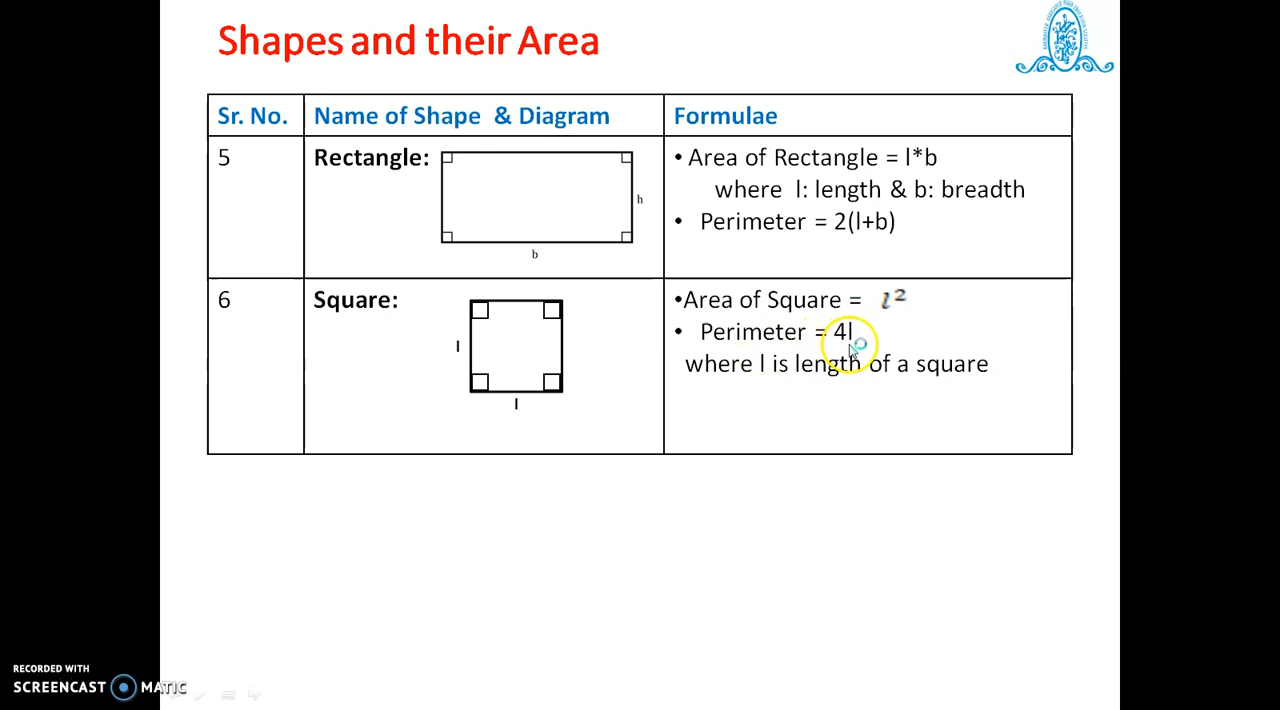 Shapes and their Area
Sr. No. Name of Shape & Diagram Formulae
5 Rectangle: • Area of Rectangle = l*b
where l: length & b: breadth
h
• Perimeter = 2(l+b)
b
6 Square: •Area of Square = l²
• Perimeter = 4l
l
where l is length of a square
l
RECORDED WITH
SCREENCAST MATIC